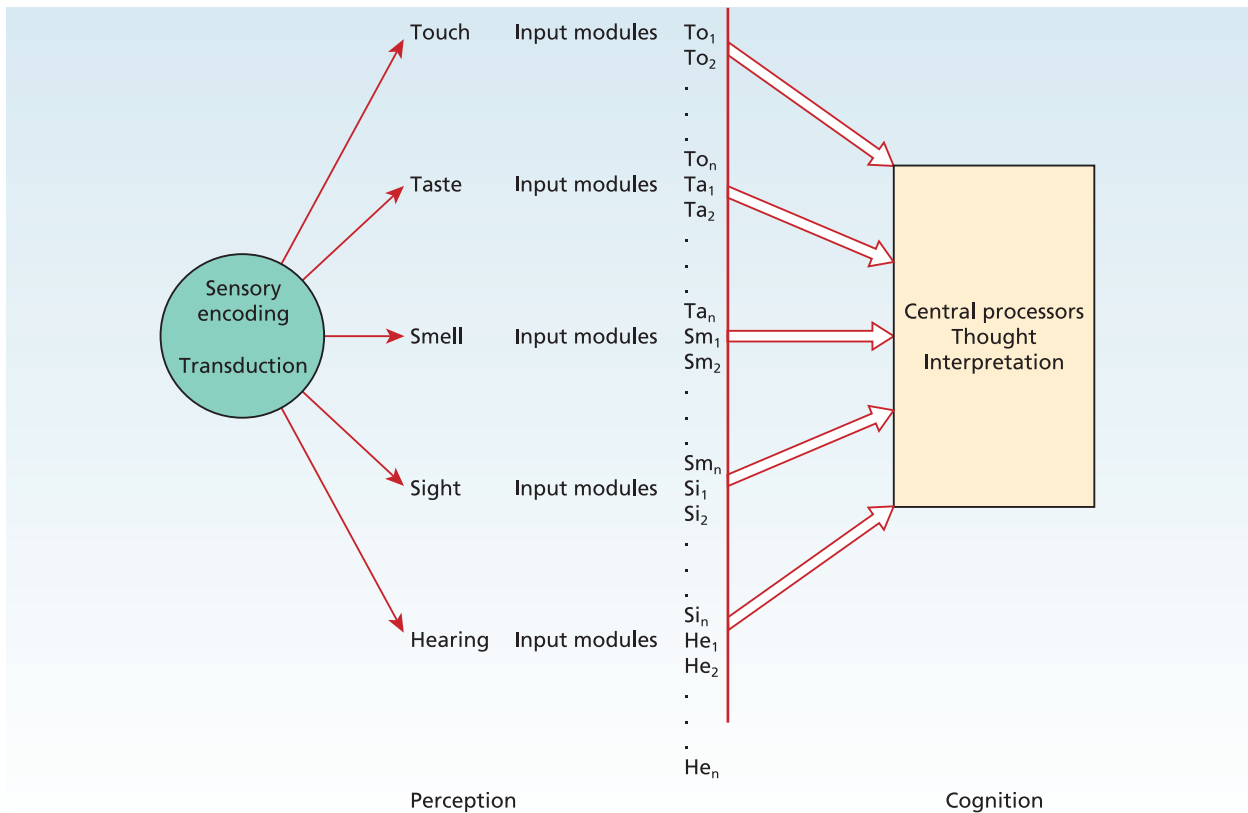 Touch Input modules To₁
To₂
.
.
.
Toₙ
Taste Input modules Ta₁
Ta₂
.
.
.
Taₙ
Sensory
encoding
Transduction
Smell Input modules Sm₁
Sm₂
.
.
.
Smₙ
Central processors
Thought
Interpretation
Sight Input modules Si₁
Si₂
.
.
.
Siₙ
Hearing Input modules He₁
He₂
.
.
.
Heₙ
Perception Cognition